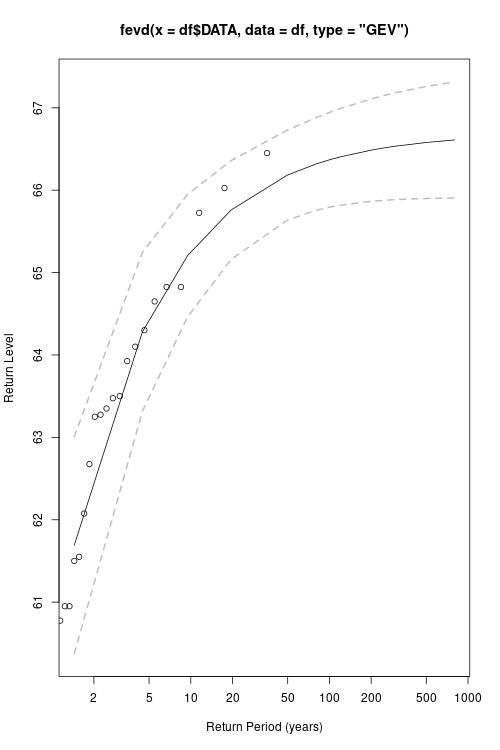 fevd(x = df$DATA, data = df, type = "GEV")
Return Level
67
66
65
64
63
62
61
2 5 10 20 50 100 200 500 1000
Return Period (years)